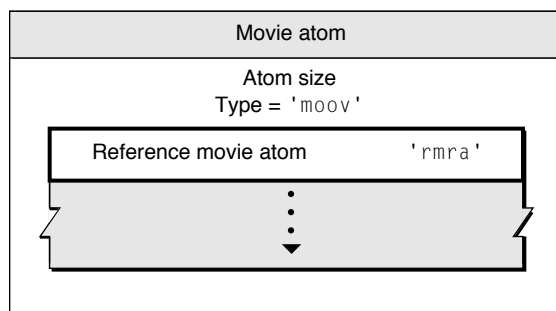 Movie atom
Atom size
Type = 'moov'
Reference movie atom 'rmra'